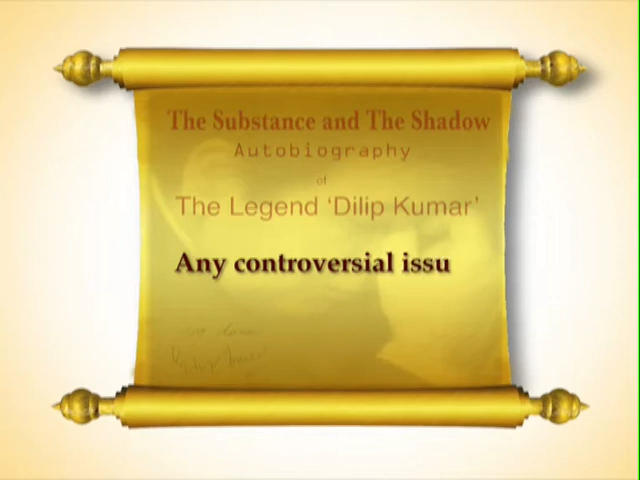 The Substance and The Shadow
Autobiography
of
The Legend ‘Dilip Kumar’
Any controversial issu